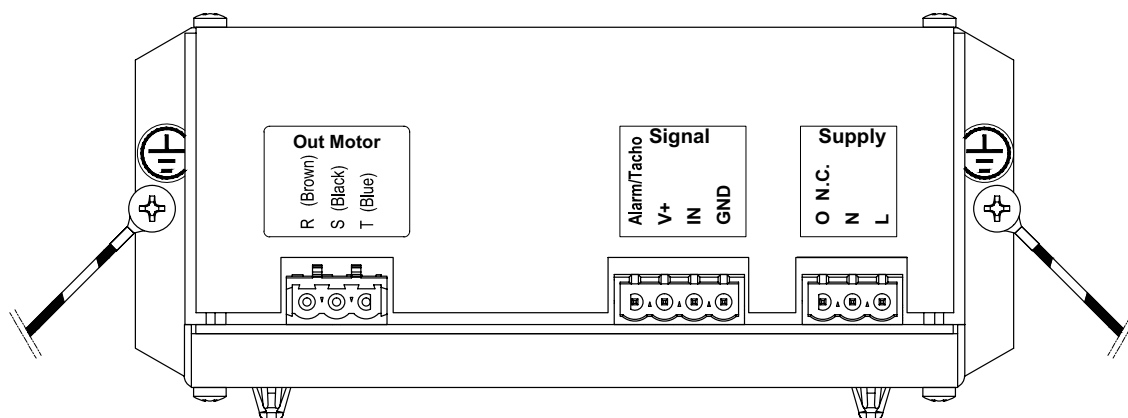 Out Motor
R (Brown)
S (Black)
T (Blue)
Signal
Alarm/Tacho
V+
IN
GND
Supply
O N.C.
N
L